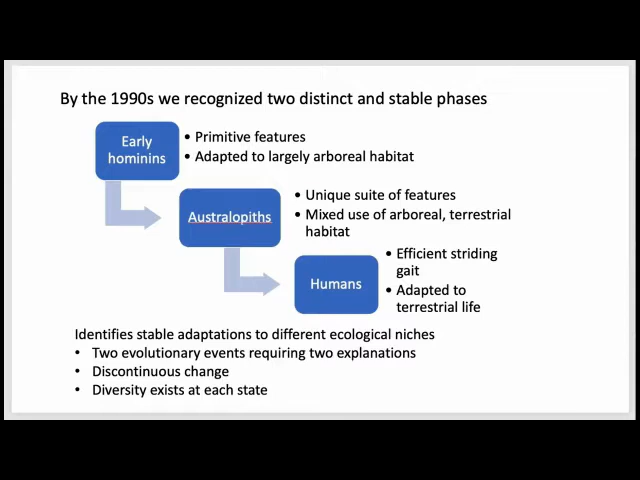 By the 1990s we recognized two distinct and stable phases
Early
hominins
• Primitive features
• Adapted to largely arboreal habitat
Australopiths
• Unique suite of features
• Mixed use of arboreal, terrestrial
habitat
Humans
• Efficient striding
gait
• Adapted to
terrestrial life
Identifies stable adaptations to different ecological niches
• Two evolutionary events requiring two explanations
• Discontinuous change
• Diversity exists at each state